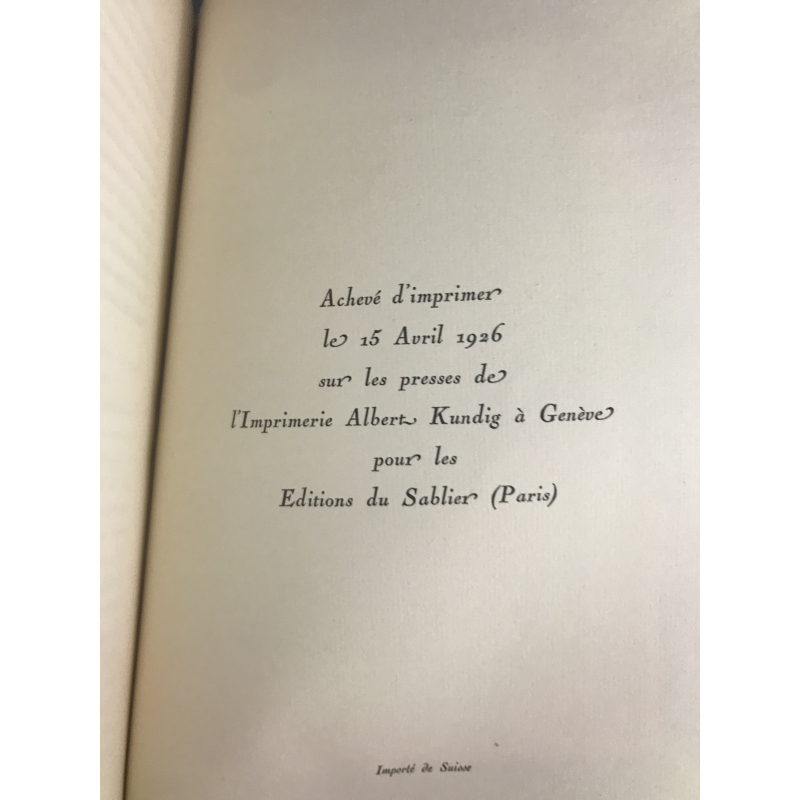 Achevé d'imprimer
le 15 Avril 1926
sur les presses de
l'Imprimerie Albert Kundig à Genève
pour les
Editions du Sablier (Paris)
Importé de Suisse